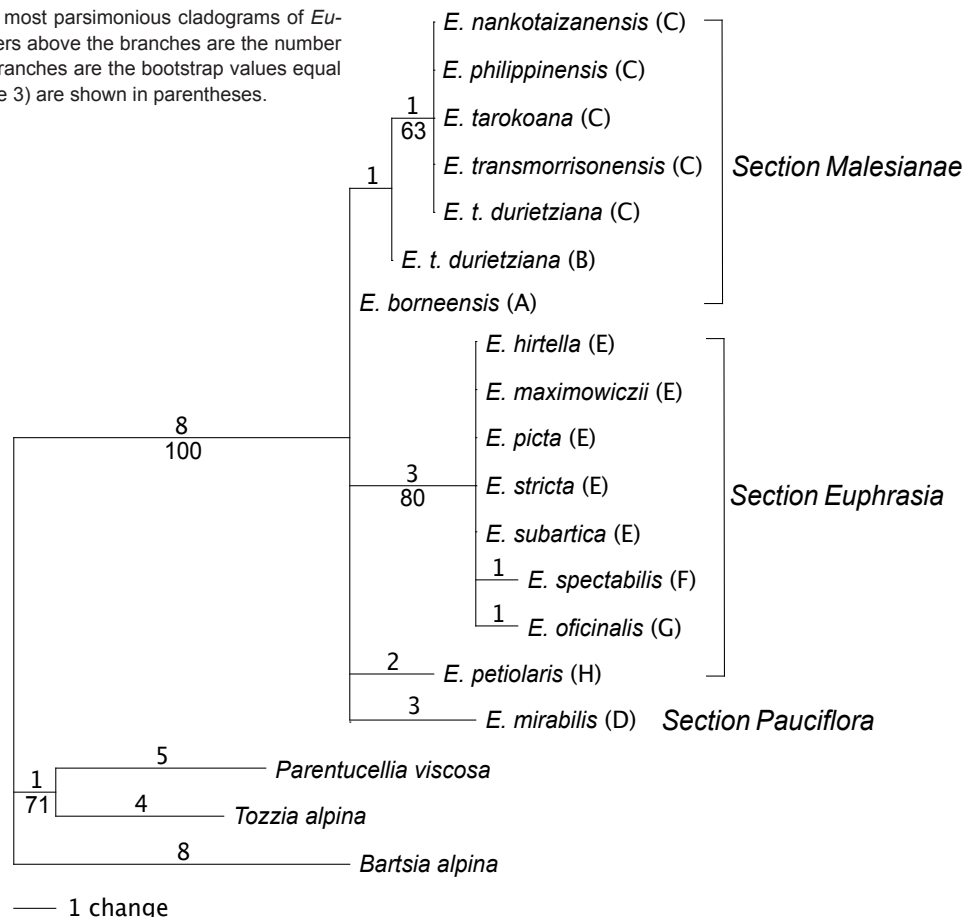 most parsimonious cladograms of Eu-
ers above the branches are the number
ranches are the bootstrap values equal
e 3) are shown in parentheses.
E. nankotaizanensis (C)
E. philippinensis (C)
1
63
E. tarokoana (C)
E. transmorrisonensis (C)
Section Malesianae
1
E. t. durietziana (C)
E. t. durietziana (B)
E. borneensis (A)
E. hirtella (E)
E. maximowiczii (E)
8
100
E. picta (E)
3
80
E. stricta (E)
Section Euphrasia
E. subartica (E)
1
E. spectabilis (F)
1
E. oficinalis (G)
2
E. petiolaris (H)
3
E. mirabilis (D)
Section Pauciflora
5
Parentucellia viscosa
1
71
4
Tozzia alpina
8
Bartsia alpina
1 change